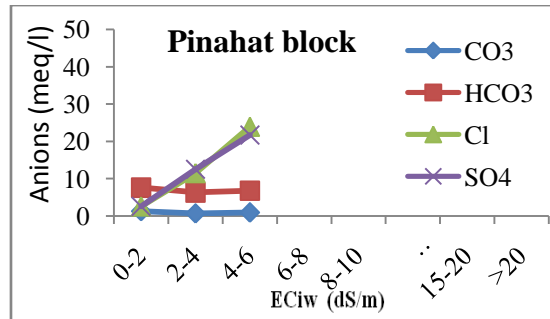 Pinahat block
Anions (meq/l)
50
40
30
20
10
0
0-2
2-4
4-6
6-8
8-10
..
15-20
>20
ECiw (dS/m)
CO3
HCO3
Cl
SO4